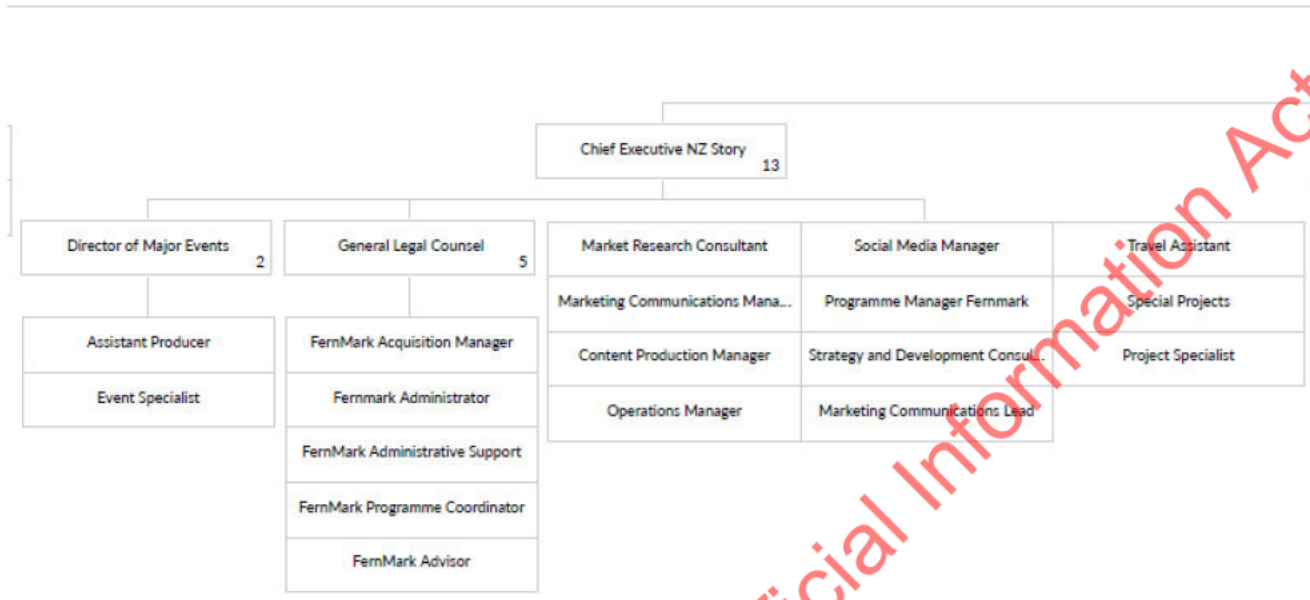 Chief Executive NZ Story
13
Director of Major Events
2
General Legal Counsel
5
Market Research Consultant
Social Media Manager
Travel Assistant
Marketing Communications Mana...
Programme Manager Fernmark
Special Projects
Content Production Manager
Strategy and Development Consul...
Project Specialist
Operations Manager
Marketing Communications Lead
Assistant Producer
Event Specialist
FernMark Acquisition Manager
Fernmark Administrator
FernMark Administrative Support
FernMark Programme Coordinator
FernMark Advisor
ficial Information Act